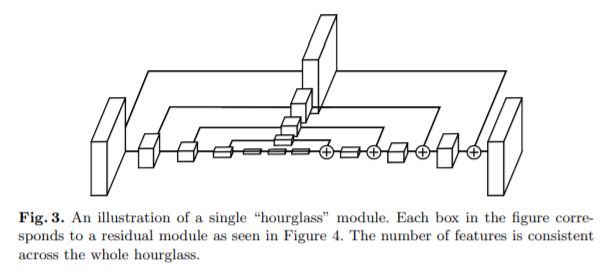 Fig. 3. An illustration of a single “hourglass” module. Each box in the figure corre-
sponds to a residual module as seen in Figure 4. The number of features is consistent
across the whole hourglass.